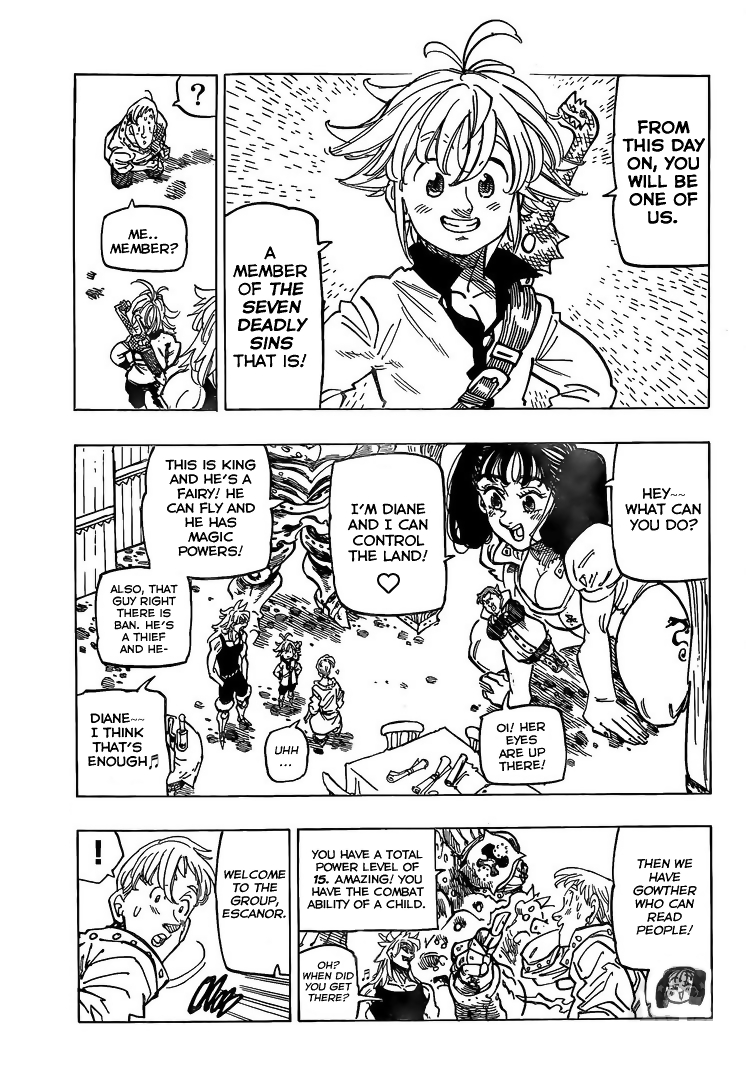 FROM
THIS DAY
ON, YOU
WILL BE
ONE OF
US.
A
MEMBER
OF THE
SEVEN
DEADLY
SINS
THAT IS!
?
ME..
MEMBER?
HEY~~
WHAT CAN
YOU DO?
I'M DIANE
AND I CAN
CONTROL
THE LAND!
♡
THIS IS KING
AND HE'S A
FAIRY! HE
CAN FLY AND
HE HAS
MAGIC
POWERS!
ALSO, THAT
GUY RIGHT
THERE IS
BAN. HE'S
A THIEF
AND HE-
OI! HER
EYES
ARE UP
THERE!
UHH
...
DIANE~~
I THINK
THAT'S
ENOUGH♫
THEN WE
HAVE
GOWTHER
WHO CAN
READ
PEOPLE!
YOU HAVE A TOTAL
POWER LEVEL OF
15. AMAZING! YOU
HAVE THE COMBAT
ABILITY OF A CHILD.
♪
OH?
WHEN DID
YOU GET
THERE?
WELCOME
TO THE
GROUP,
ESCANOR.
!